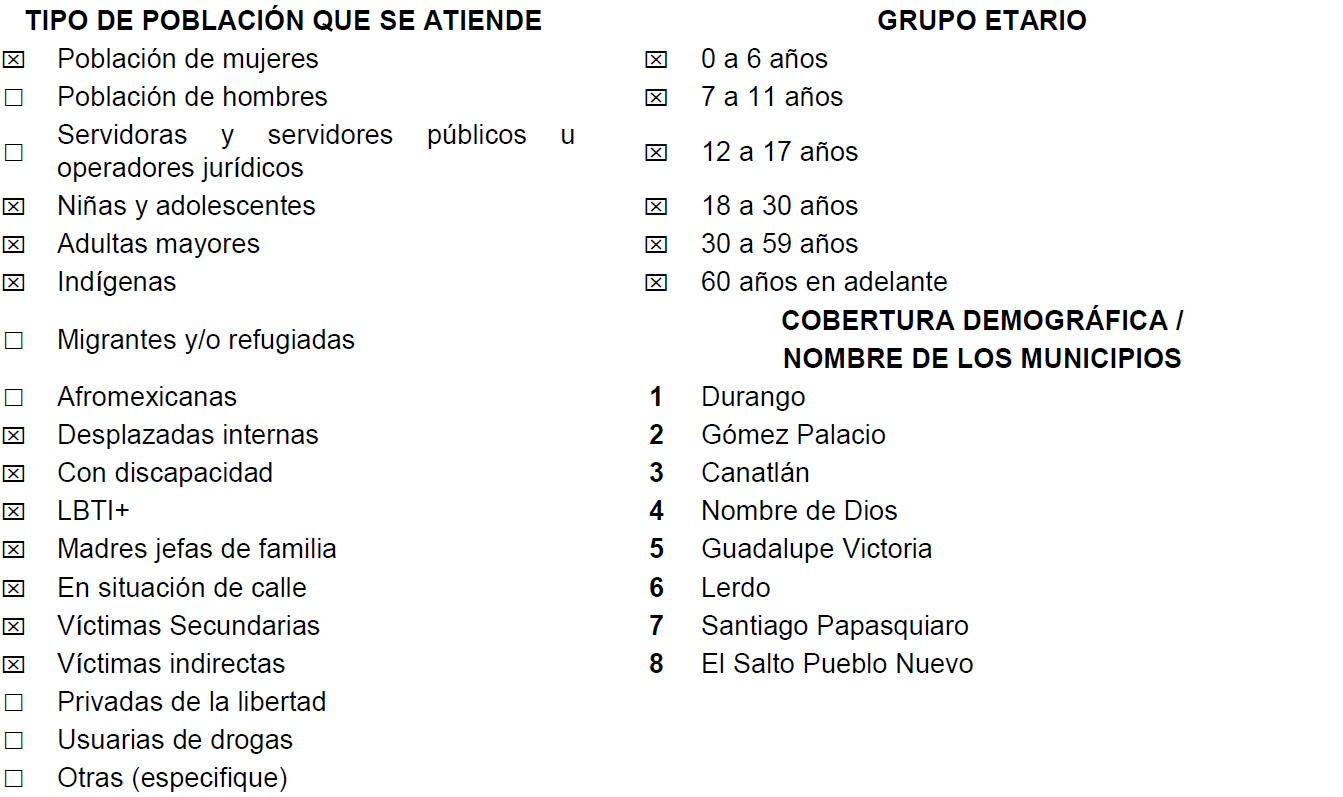 TIPO DE POBLACIÓN QUE SE ATIENDE
☒ Población de mujeres
☐ Población de hombres
☐ Servidoras y servidores públicos u
operadores jurídicos
☒ Niñas y adolescentes
☒ Adultas mayores
☒ Indígenas
☐ Migrantes y/o refugiadas
☐ Afromexicanas
☒ Desplazadas internas
☒ Con discapacidad
☒ LBTI+
☒ Madres jefas de familia
☒ En situación de calle
☒ Víctimas Secundarias
☒ Víctimas indirectas
☐ Privadas de la libertad
☐ Usuarias de drogas
☐ Otras (especifique)
GRUPO ETARIO
☒ 0 a 6 años
☒ 7 a 11 años
☒ 12 a 17 años
☒ 18 a 30 años
☒ 30 a 59 años
☒ 60 años en adelante
COBERTURA DEMOGRÁFICA /
NOMBRE DE LOS MUNICIPIOS
1 Durango
2 Gómez Palacio
3 Canatlán
4 Nombre de Dios
5 Guadalupe Victoria
6 Lerdo
7 Santiago Papasquiaro
8 El Salto Pueblo Nuevo